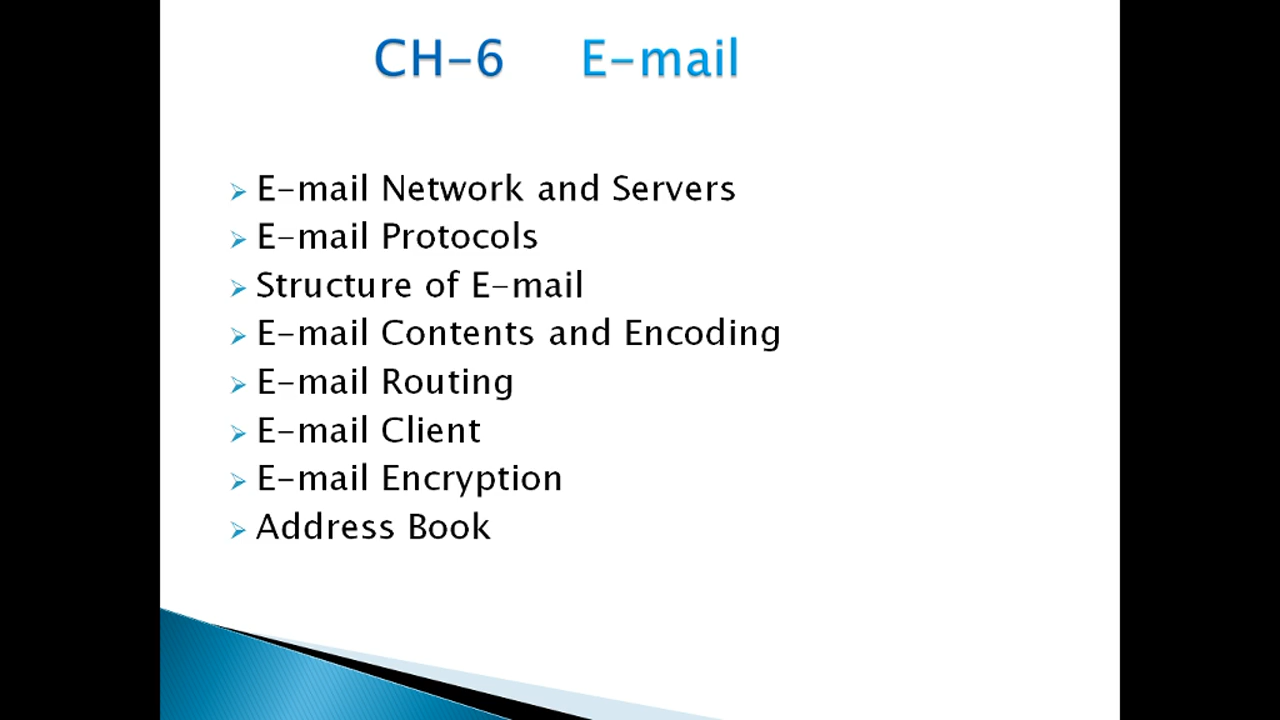 CH-6 E-mail
E-mail Network and Servers
E-mail Protocols
Structure of E-mail
E-mail Contents and Encoding
E-mail Routing
E-mail Client
E-mail Encryption
Address Book